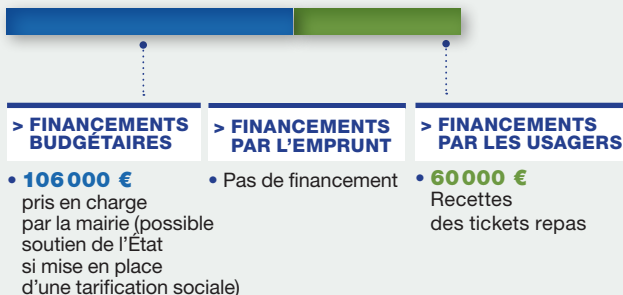 > FINANCEMENTS
BUDGÉTAIRES
• 106 000 €
pris en charge
par la mairie (possible
soutien de l'État
si mise en place
d'une tarification sociale)
> FINANCEMENTS
PAR L'EMPRUNT
• Pas de financement
> FINANCEMENTS
PAR LES USAGERS
• 60 000 €
Recettes
des tickets repas